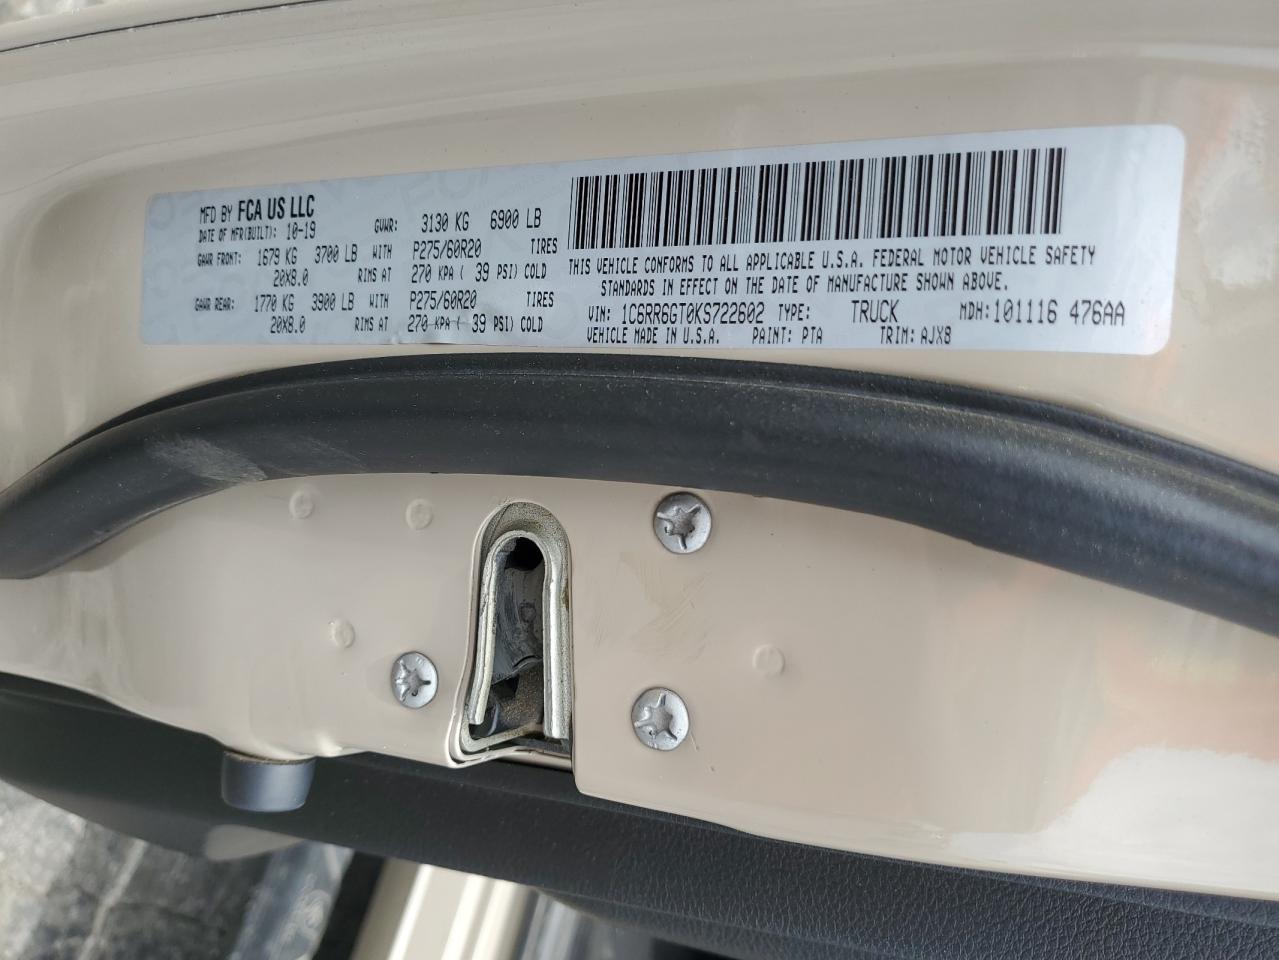 MFD BY FCA US LLC
DATE OF MFR(BUILT): 10-19 GVWR: 3130 KG 6900 LB
GAWR FRONT: 1679 KG 3700 LB WITH P275/60R20 TIRES
20X8.0 RIMS AT 270 KPA ( 39 PSI) COLD
GAWR REAR: 1770 KG 3900 LB WITH P275/60R20 TIRES
20X8.0 RIMS AT 270 KPA ( 39 PSI) COLD
THIS VEHICLE CONFORMS TO ALL APPLICABLE U.S.A. FEDERAL MOTOR VEHICLE SAFETY
STANDARDS IN EFFECT ON THE DATE OF MANUFACTURE SHOWN ABOVE.
VIN: 1C6RR6GT0KS722602 TYPE: TRUCK MDH: 101116 476AA
VEHICLE MADE IN U.S.A. PAINT: PTA TRIM: AJX8